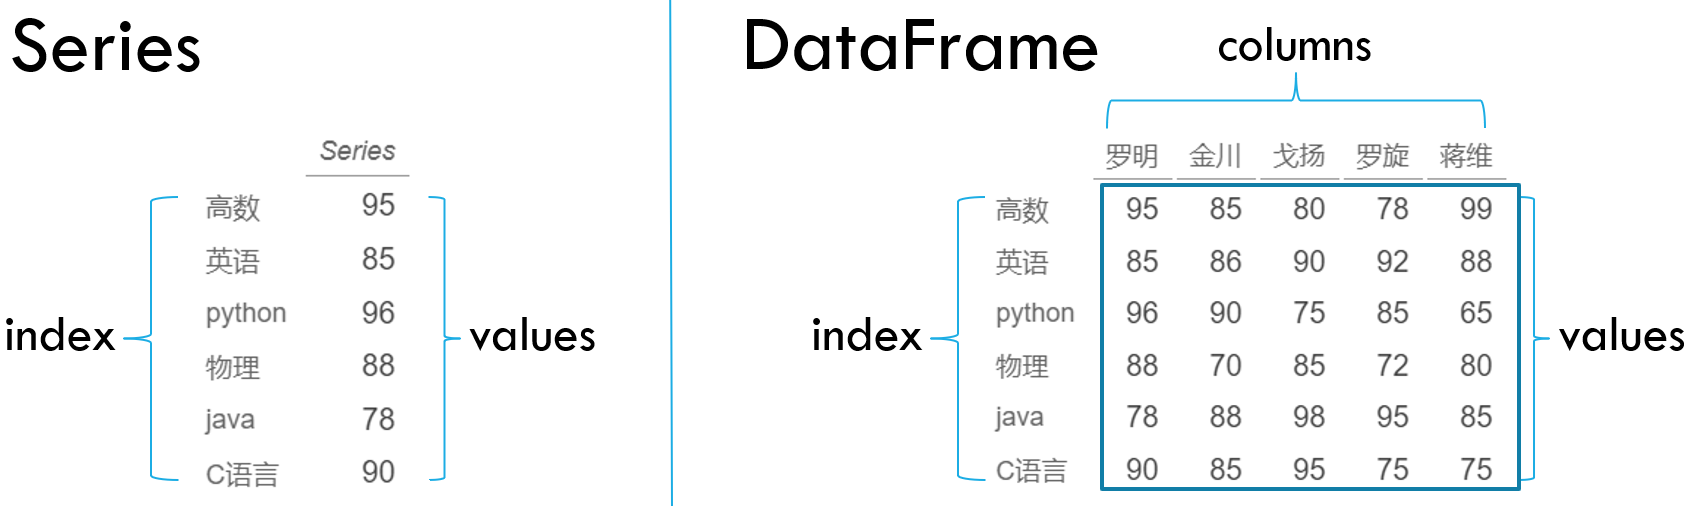 Series
Series
高数 95
英语 85
python 96
物理 88
java 78
C语言 90
index
values
DataFrame
columns
罗明 金川 戈扬 罗旋 蒋维
高数 95 85 80 78 99
英语 85 86 90 92 88
python 96 90 75 85 65
物理 88 70 85 72 80
java 78 88 98 95 85
C语言 90 85 95 75 75
index
values